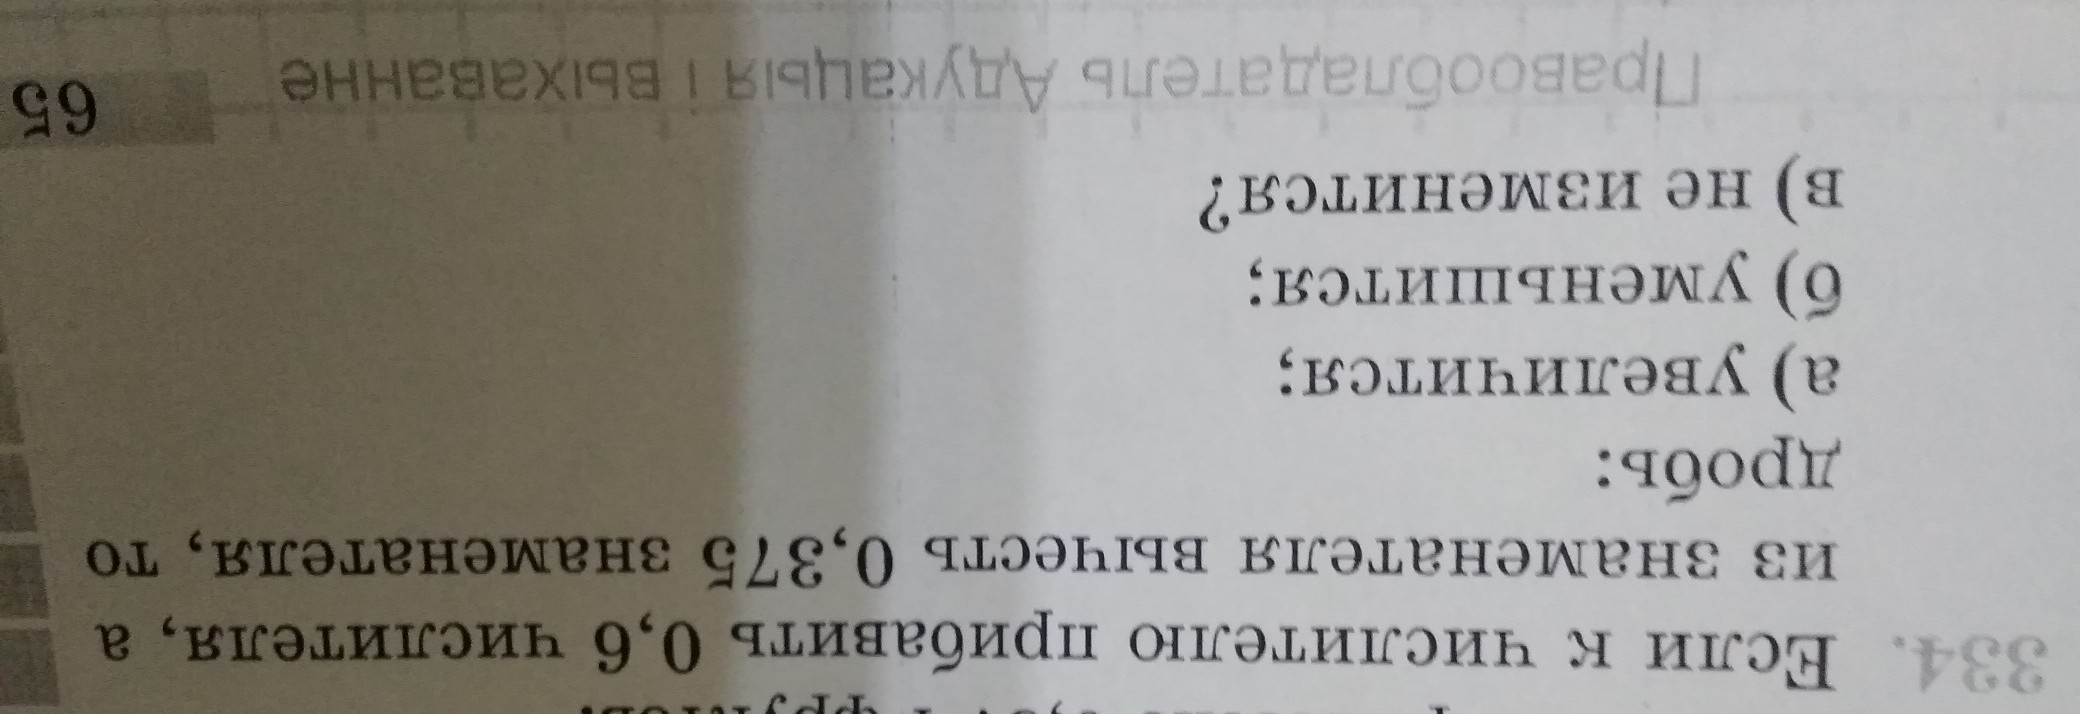 334. Если к числителю прибавить 0,6 числителя, а
из знаменателя вычесть 0,375 знаменателя, то
дробь:
а) увеличится;
б) уменьшится;
в) не изменится?
Правообладатель Адукацыя і выхаванне
65